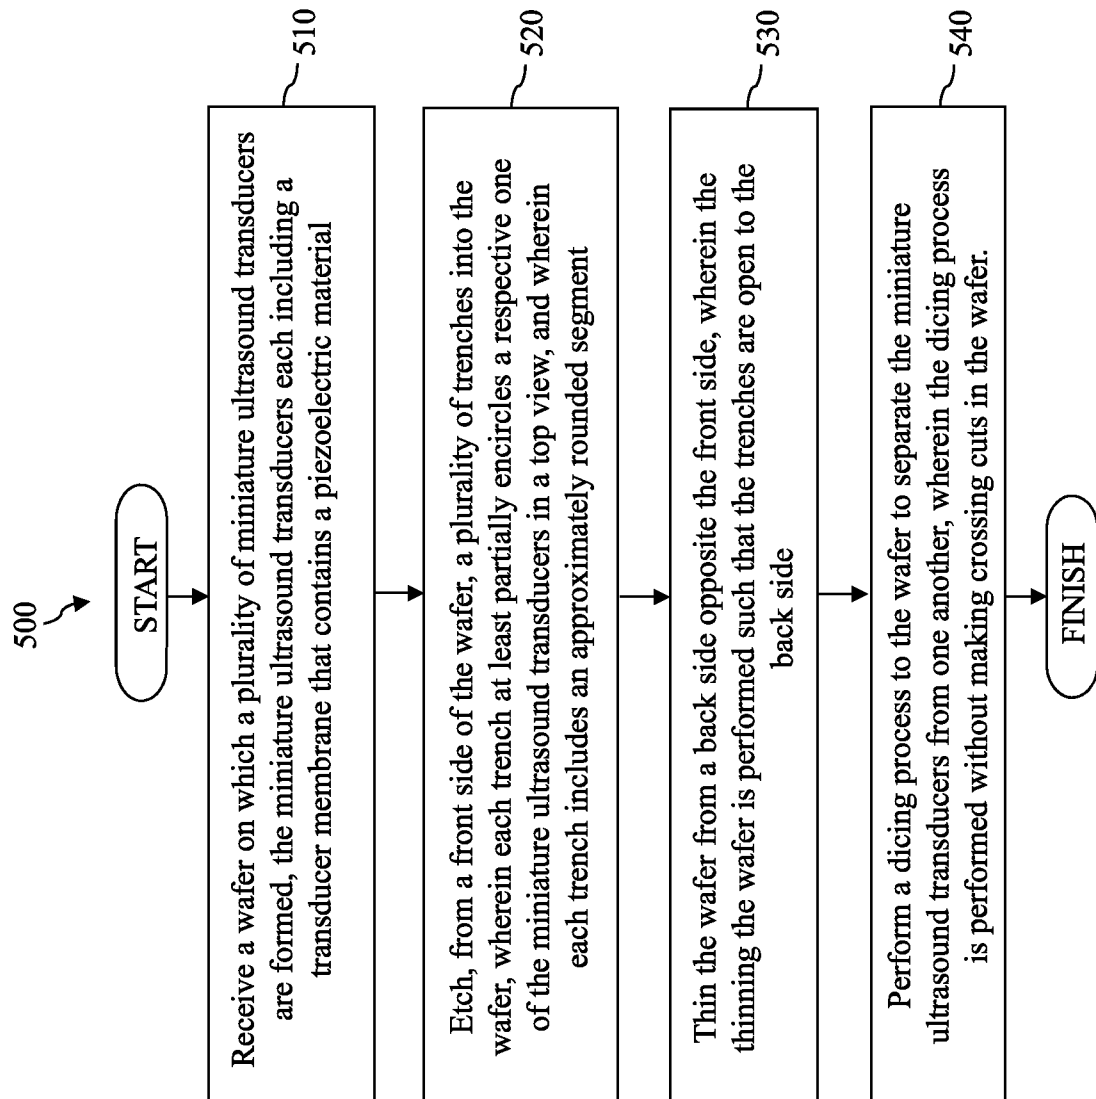 500
START
Receive a wafer on which a plurality of miniature ultrasound transducers
are formed, the miniature ultrasound transducers each including a
transducer membrane that contains a piezoelectric material
510
Etch, from a front side of the wafer, a plurality of trenches into the
wafer, wherein each trench at least partially encircles a respective one
of the miniature ultrasound transducers in a top view, and wherein
each trench includes an approximately rounded segment
520
Thin the wafer from a back side opposite the front side, wherein the
thinning the wafer is performed such that the trenches are open to the
back side
530
Perform a dicing process to the wafer to separate the miniature
ultrasound transducers from one another, wherein the dicing process
is performed without making crossing cuts in the wafer.
540
FINISH